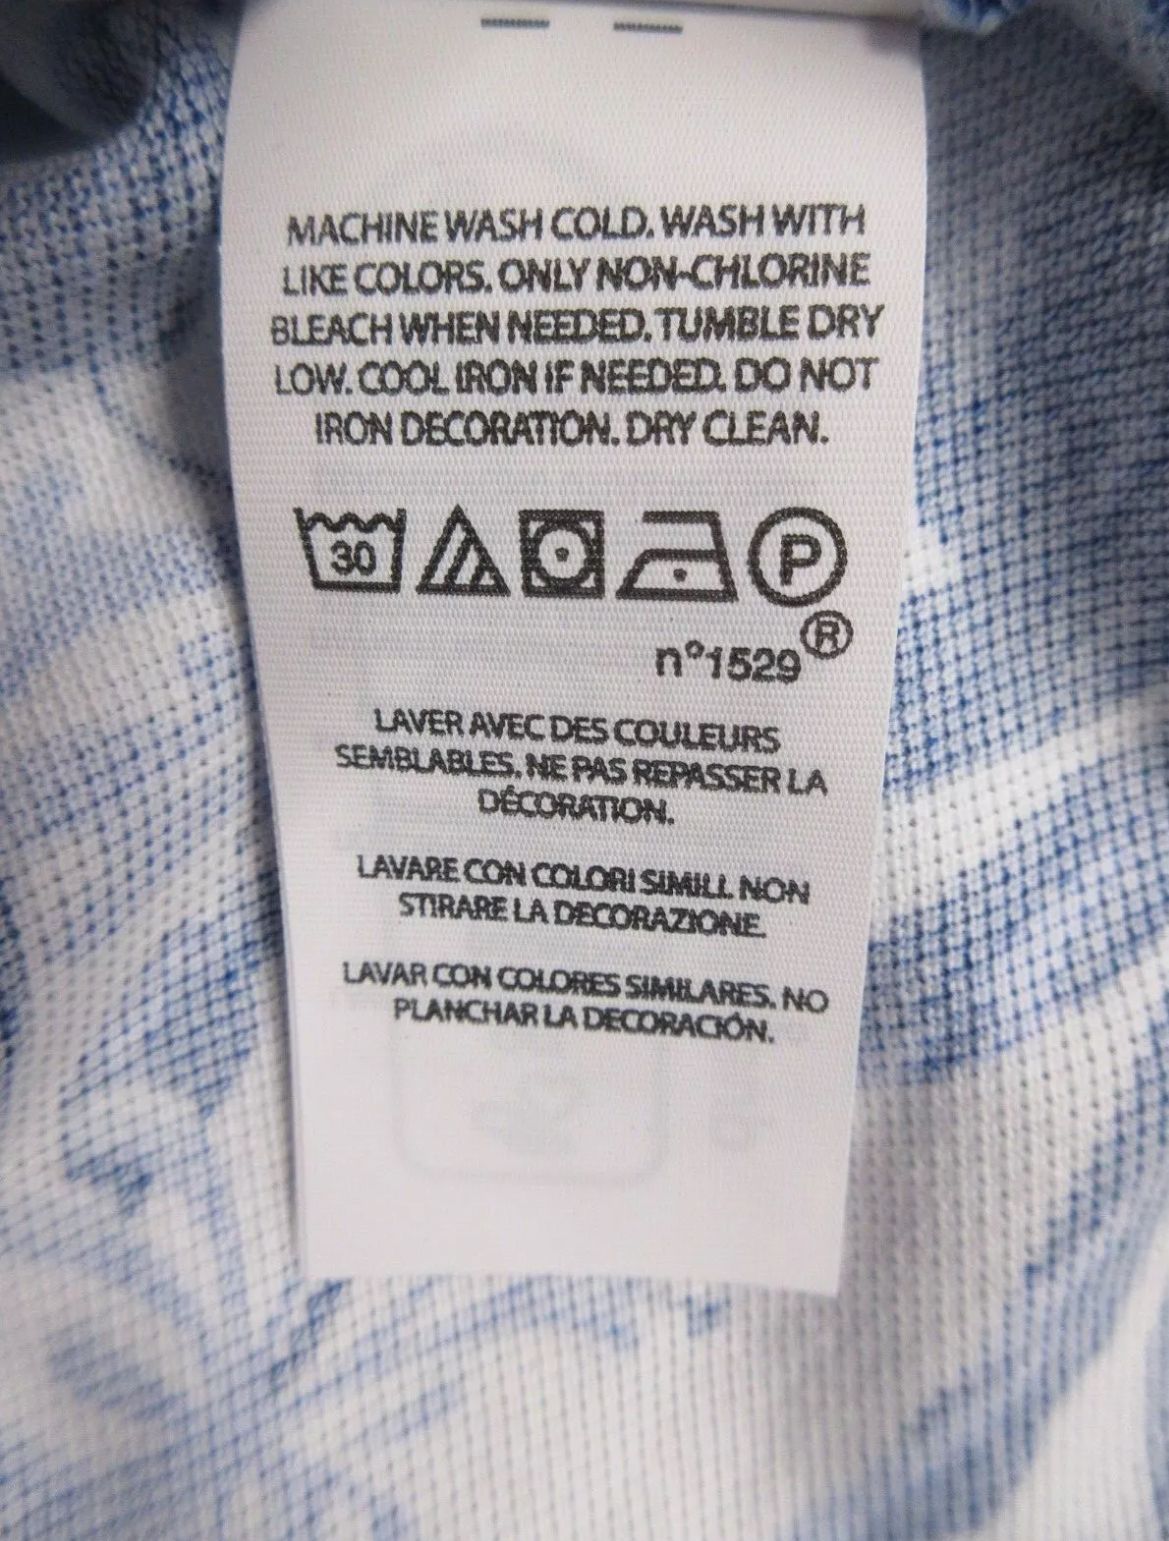 MACHINE WASH COLD. WASH WITH
LIKE COLORS. ONLY NON-CHLORINE
BLEACH WHEN NEEDED. TUMBLE DRY
LOW. COOL IRON IF NEEDED. DO NOT
IRON DECORATION. DRY CLEAN.
30 P
n°1529 ®
LAVER AVEC DES COULEURS
SEMBLABLES. NE PAS REPASSER LA
DÉCORATION.
LAVARE CON COLORI SIMILI. NON
STIRARE LA DECORAZIONE.
LAVAR CON COLORES SIMILARES. NO
PLANCHAR LA DECORACIÓN.